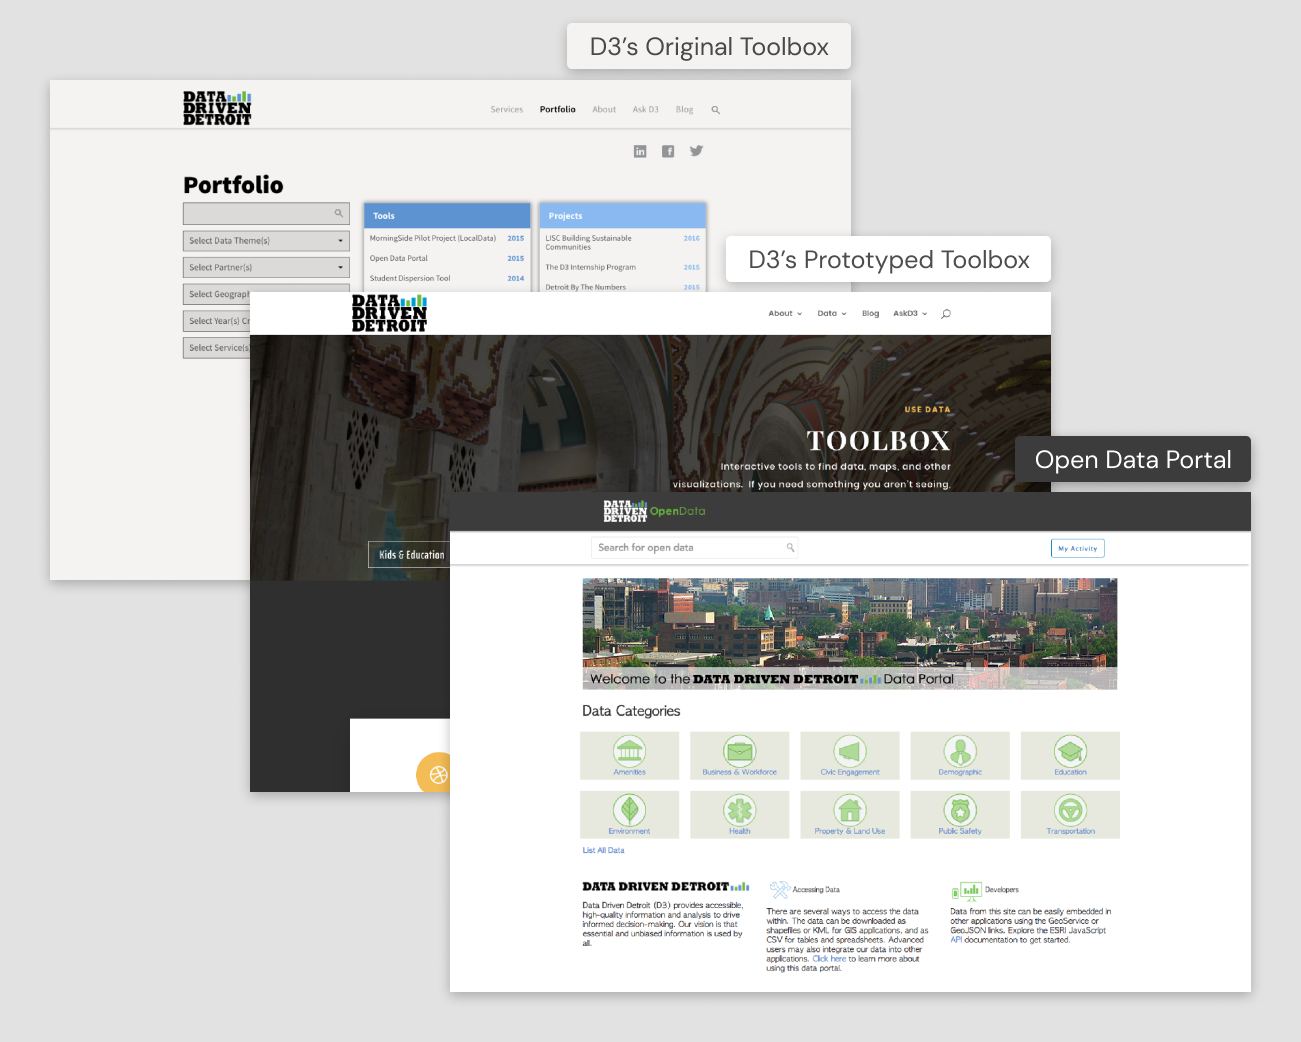 D3's Original Toolbox
DATA
DRIVEN
DETROIT
Services Portfolio About Ask D3 Blog
Portfolio
Select Data Theme(s)
Select Partner(s)
Select Geograph
Select Year(s) Cr
Select Service(s)
Tools
MorningSide Pilot Project (LocalData) 2015
Open Data Portal 2015
Student Dispersion Tool 2014
Projects
LISC Building Sustainable 2016
Communities
The D3 Internship Program 2015
Detroit By The Numbers 2015
D3's Prototyped Toolbox
DATA
DRIVEN
DETROIT
About Data Blog AskD3
USE DATA
TOOLBOX
Interactive tools to find data, maps, and other
visualizations. If you need somothing you aren't seeing,
Kids & Education
Open Data Portal
DATA
DRIVEN
DETROIT OpenData
Search for open data
My Activity
Welcome to the DATA DRIVEN DETROIT Data Portal
Data Categories
Amenities Business & Workforce Civic Engagement Demographic Education
Environment Health Property & Land Use Public Safety Transportation
List All Data
DATA DRIVEN DETROIT
Data Driven Detroit (D3) provides accessible,
high-quality information and analysis to drive
informed decision-making. Our vision is that
essential and unbiased information is used by
all.
Accessing Data
There are several ways to access the data
within. The data can be downloaded as
shapefiles or KML for GIS applications, and as
CSV for tables and spreadsheets. Advanced
users may also integrate our data into other
applications. Click here to learn more about
using this data portal.
Developers
Data from this site can be easily embedded in
other applications using the GeoService or
GeoJSON links. Explore the ESRI JavaScript
API documentation to get started.